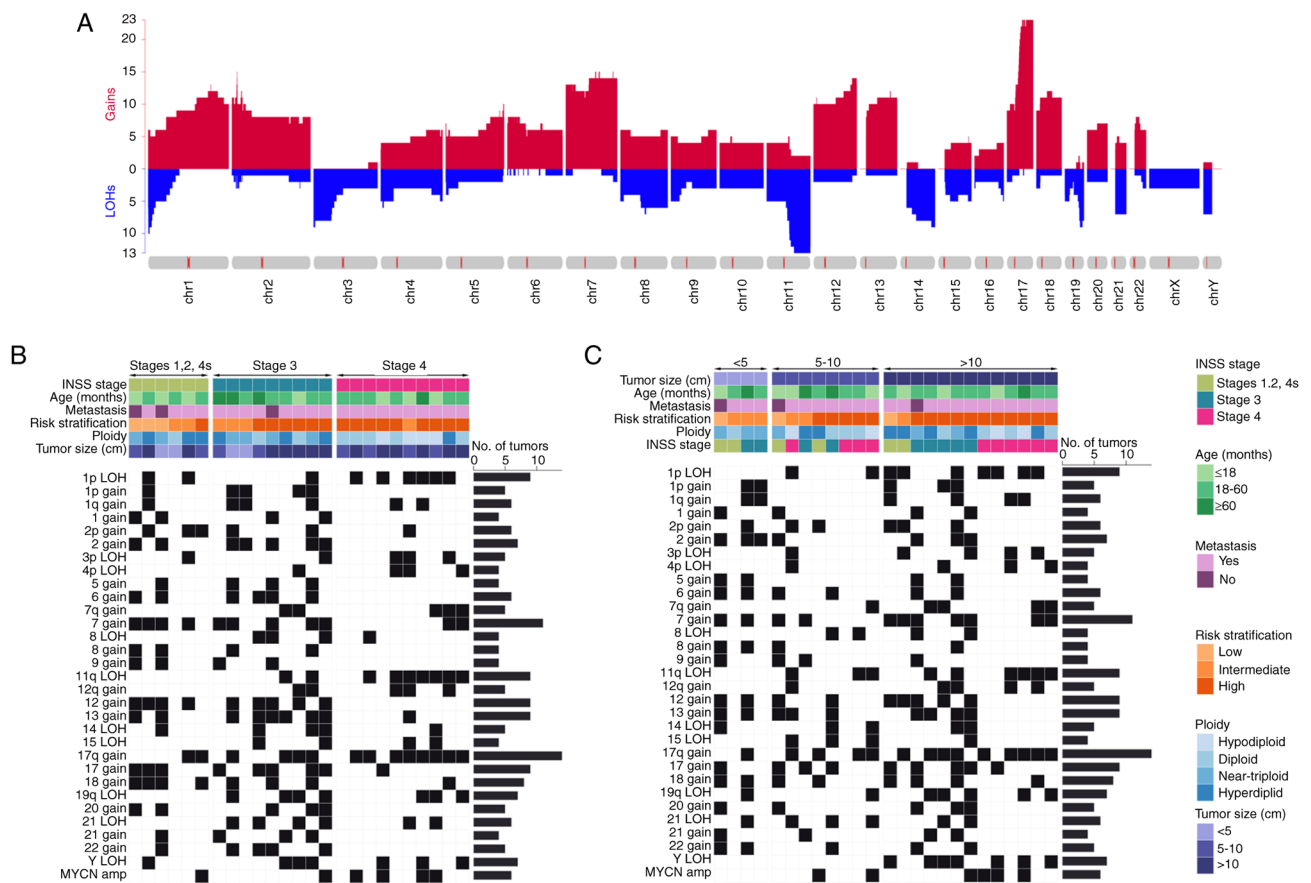 A
23
20
15
10
5
0
5
10
13
Gains
LOHs
chr1
chr2
chr3
chr4
chr5
chr6
chr7
chr8
chr9
chr10
chr11
chr12
chr13
chr14
chr15
chr16
chr17
chr18
chr19
chr20
chr21
chr22
chrX
chrY
B
Stages 1,2, 4s
Stage 3
Stage 4
INSS stage
Age (months)
Metastasis
Risk stratification
Ploidy
Tumor size (cm)
No. of tumors
5
10
1p LOH
1p gain
1q gain
1 gain
2p gain
2 gain
3p LOH
4p LOH
5 gain
6 gain
7q gain
7 gain
8 LOH
8 gain
9 gain
11q LOH
12q gain
12 gain
13 gain
14 LOH
15 LOH
17q gain
17 gain
18 gain
19q LOH
20 gain
21 LOH
21 gain
22 gain
Y LOH
MYCN amp
C
<5
5-10
>10
Tumor size (cm)
Age (months)
Metastasis
Risk stratification
Ploidy
INSS stage
No. of tumors
5
10
1p LOH
1p gain
1q gain
1 gain
2p gain
2 gain
3p LOH
4p LOH
5 gain
6 gain
7q gain
7 gain
8 LOH
8 gain
9 gain
11q LOH
12q gain
12 gain
13 gain
14 LOH
15 LOH
17q gain
17 gain
18 gain
19q LOH
20 gain
21 LOH
21 gain
22 gain
Y LOH
MYCN amp
INSS stage
Stages 1.2, 4s
Stage 3
Stage 4
Age (months)
≤18
18-60
≥60
Metastasis
Yes
No
Risk stratification
Low
Intermediate
High
Ploidy
Hypodiploid
Diploid
Near-triploid
Hyperdiplid
Tumor size (cm)
<5
5-10
>10